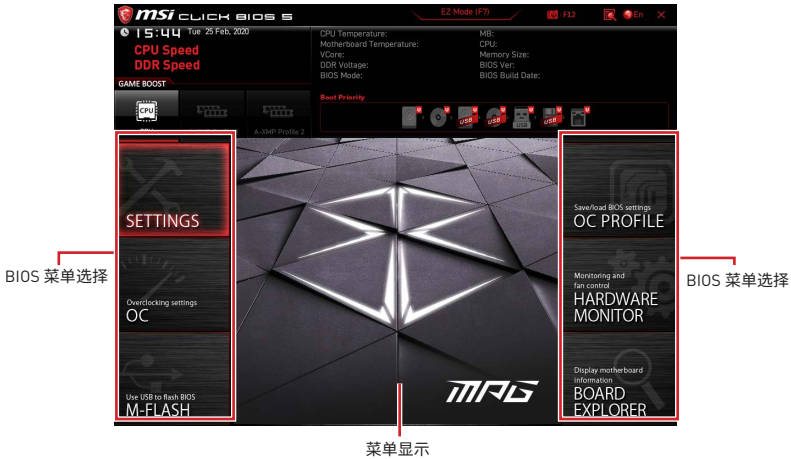 msi CLICK BIOS 5
EZ Mode (F7)
F12
En
15:44 Tue 25 Feb, 2020
CPU Speed
DDR Speed
GAME BOOST
CPU
A-XMP Profile 2
CPU Temperature:
Motherboard Temperature:
VCore:
DDR Voltage:
BIOS Mode:
MB:
CPU:
Memory Size:
BIOS Ver:
BIOS Build Date:
Boot Priority
U U U U U U U
USB USB USB USB
SETTINGS
Overclocking settings
OC
Use USB to flash BIOS
M-FLASH
BIOS 菜单选择
MPG
Save/load BIOS settings
OC PROFILE
Monitoring and
fan control
HARDWARE
MONITOR
Display motherboard
information
BOARD
EXPLORER
BIOS 菜单选择
菜单显示